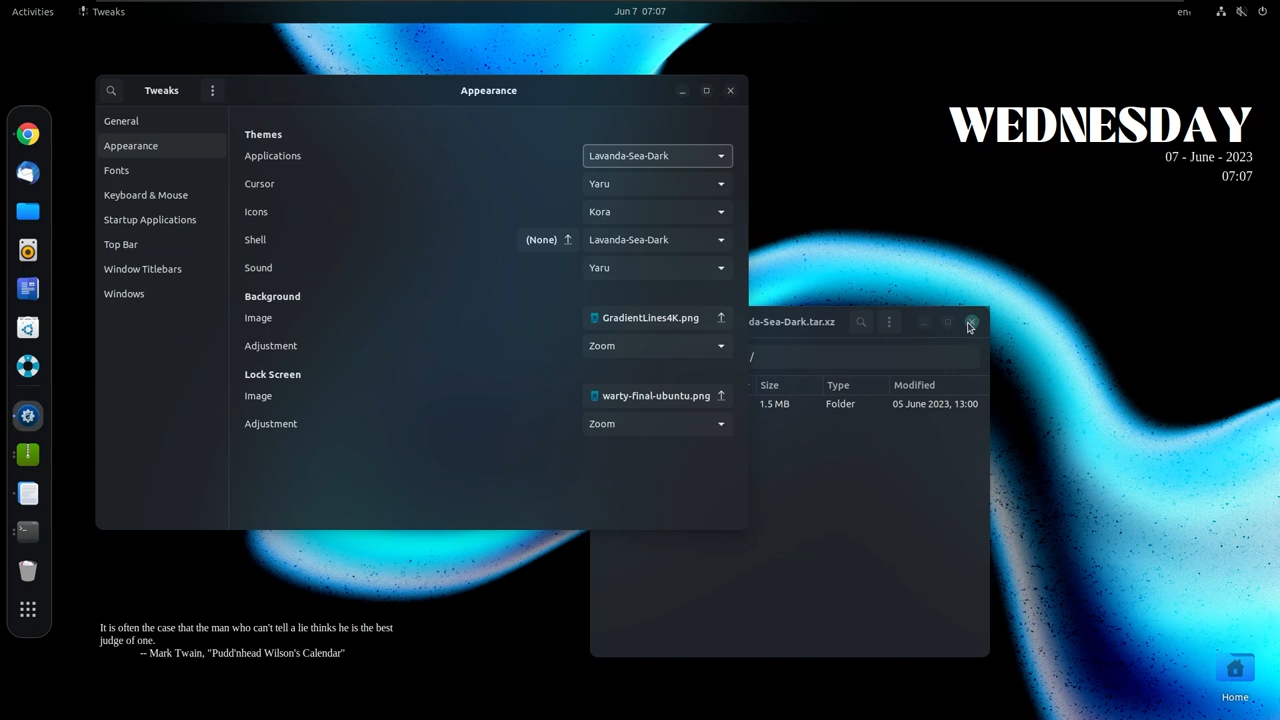 Activities
Tweaks
Jun 7 07:07
en₁
Tweaks
Appearance
General
Appearance
Fonts
Keyboard & Mouse
Startup Applications
Top Bar
Window Titlebars
Windows
Themes
Applications
Lavanda-Sea-Dark
Cursor
Yaru
Icons
Kora
Shell
(None)
Lavanda-Sea-Dark
Sound
Yaru
Background
Image
GradientLines4K.png
Adjustment
Zoom
Lock Screen
Image
warty-final-ubuntu.png
Adjustment
Zoom
WEDNESDAY
07 - June - 2023
07:07
da-Sea-Dark.tar.xz
/
Size Type Modified
1.5 MB Folder 05 June 2023, 13:00
It is often the case that the man who can't tell a lie thinks he is the best
judge of one.
-- Mark Twain, "Pudd'nhead Wilson's Calendar"
Home